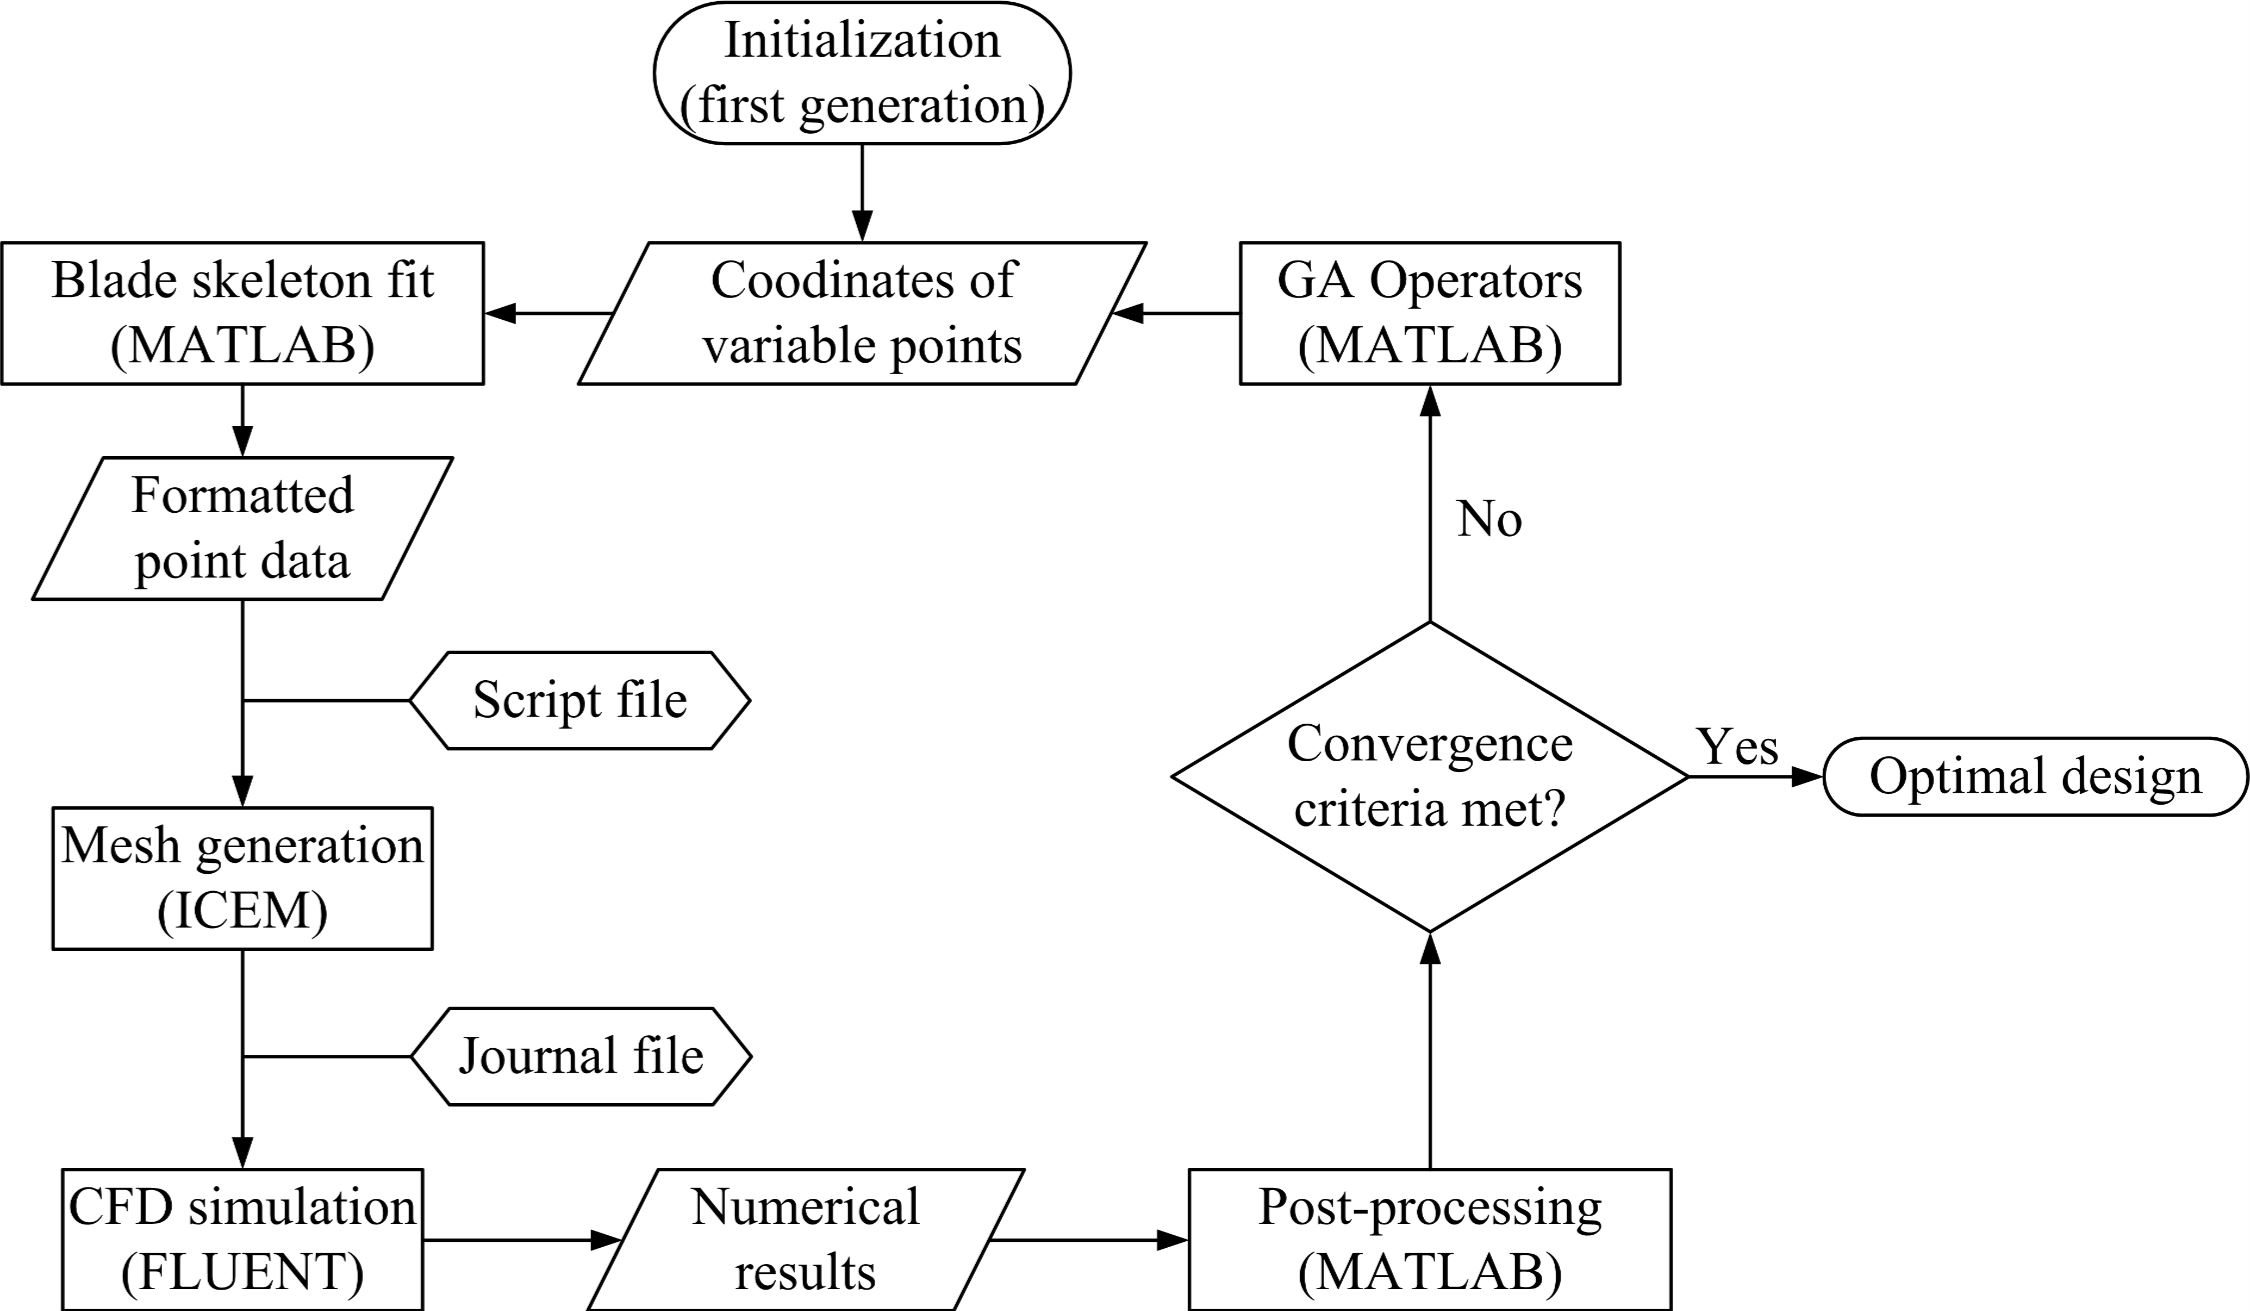 Initialization
(first generation)
Blade skeleton fit
(MATLAB)
Coodinates of
variable points
GA Operators
(MATLAB)
Formatted
point data
No
Script file
Convergence
criteria met?
Yes
Optimal design
Mesh generation
(ICEM)
Journal file
CFD simulation
(FLUENT)
Numerical
results
Post-processing
(MATLAB)